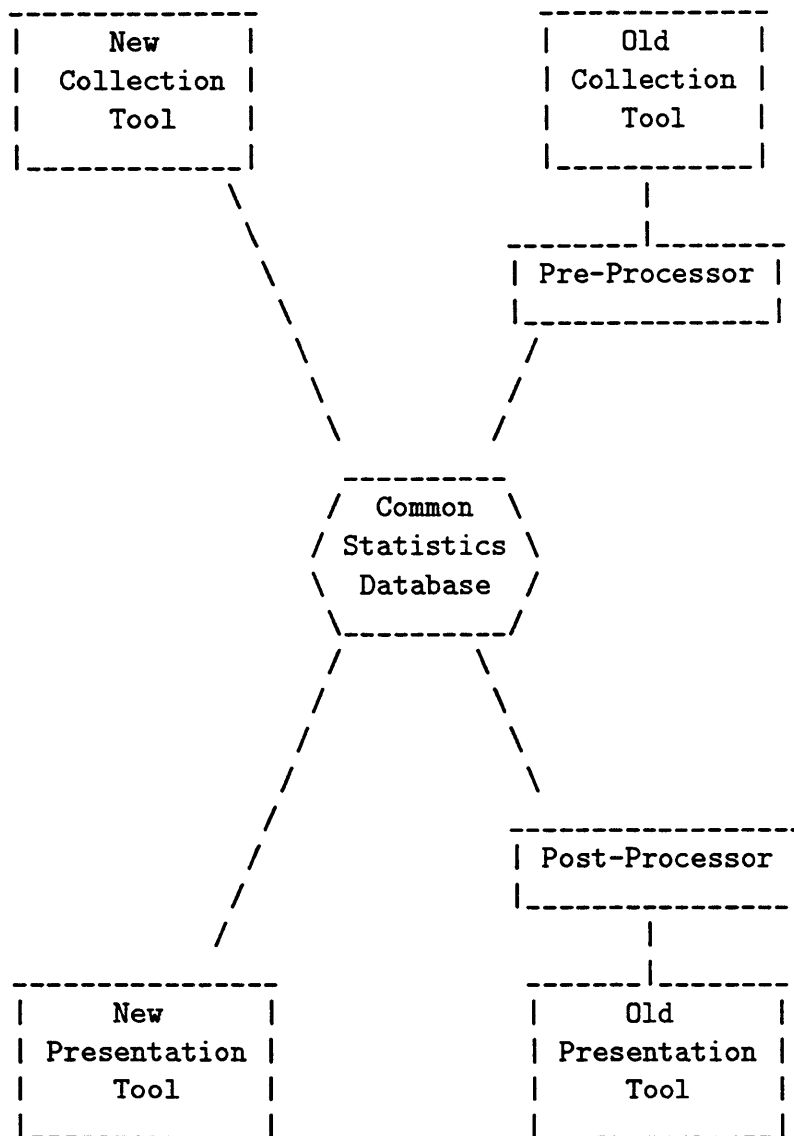 New
Collection
Tool
Old
Collection
Tool
Pre-Processor
Common
Statistics
Database
Post-Processor
New
Presentation
Tool
Old
Presentation
Tool